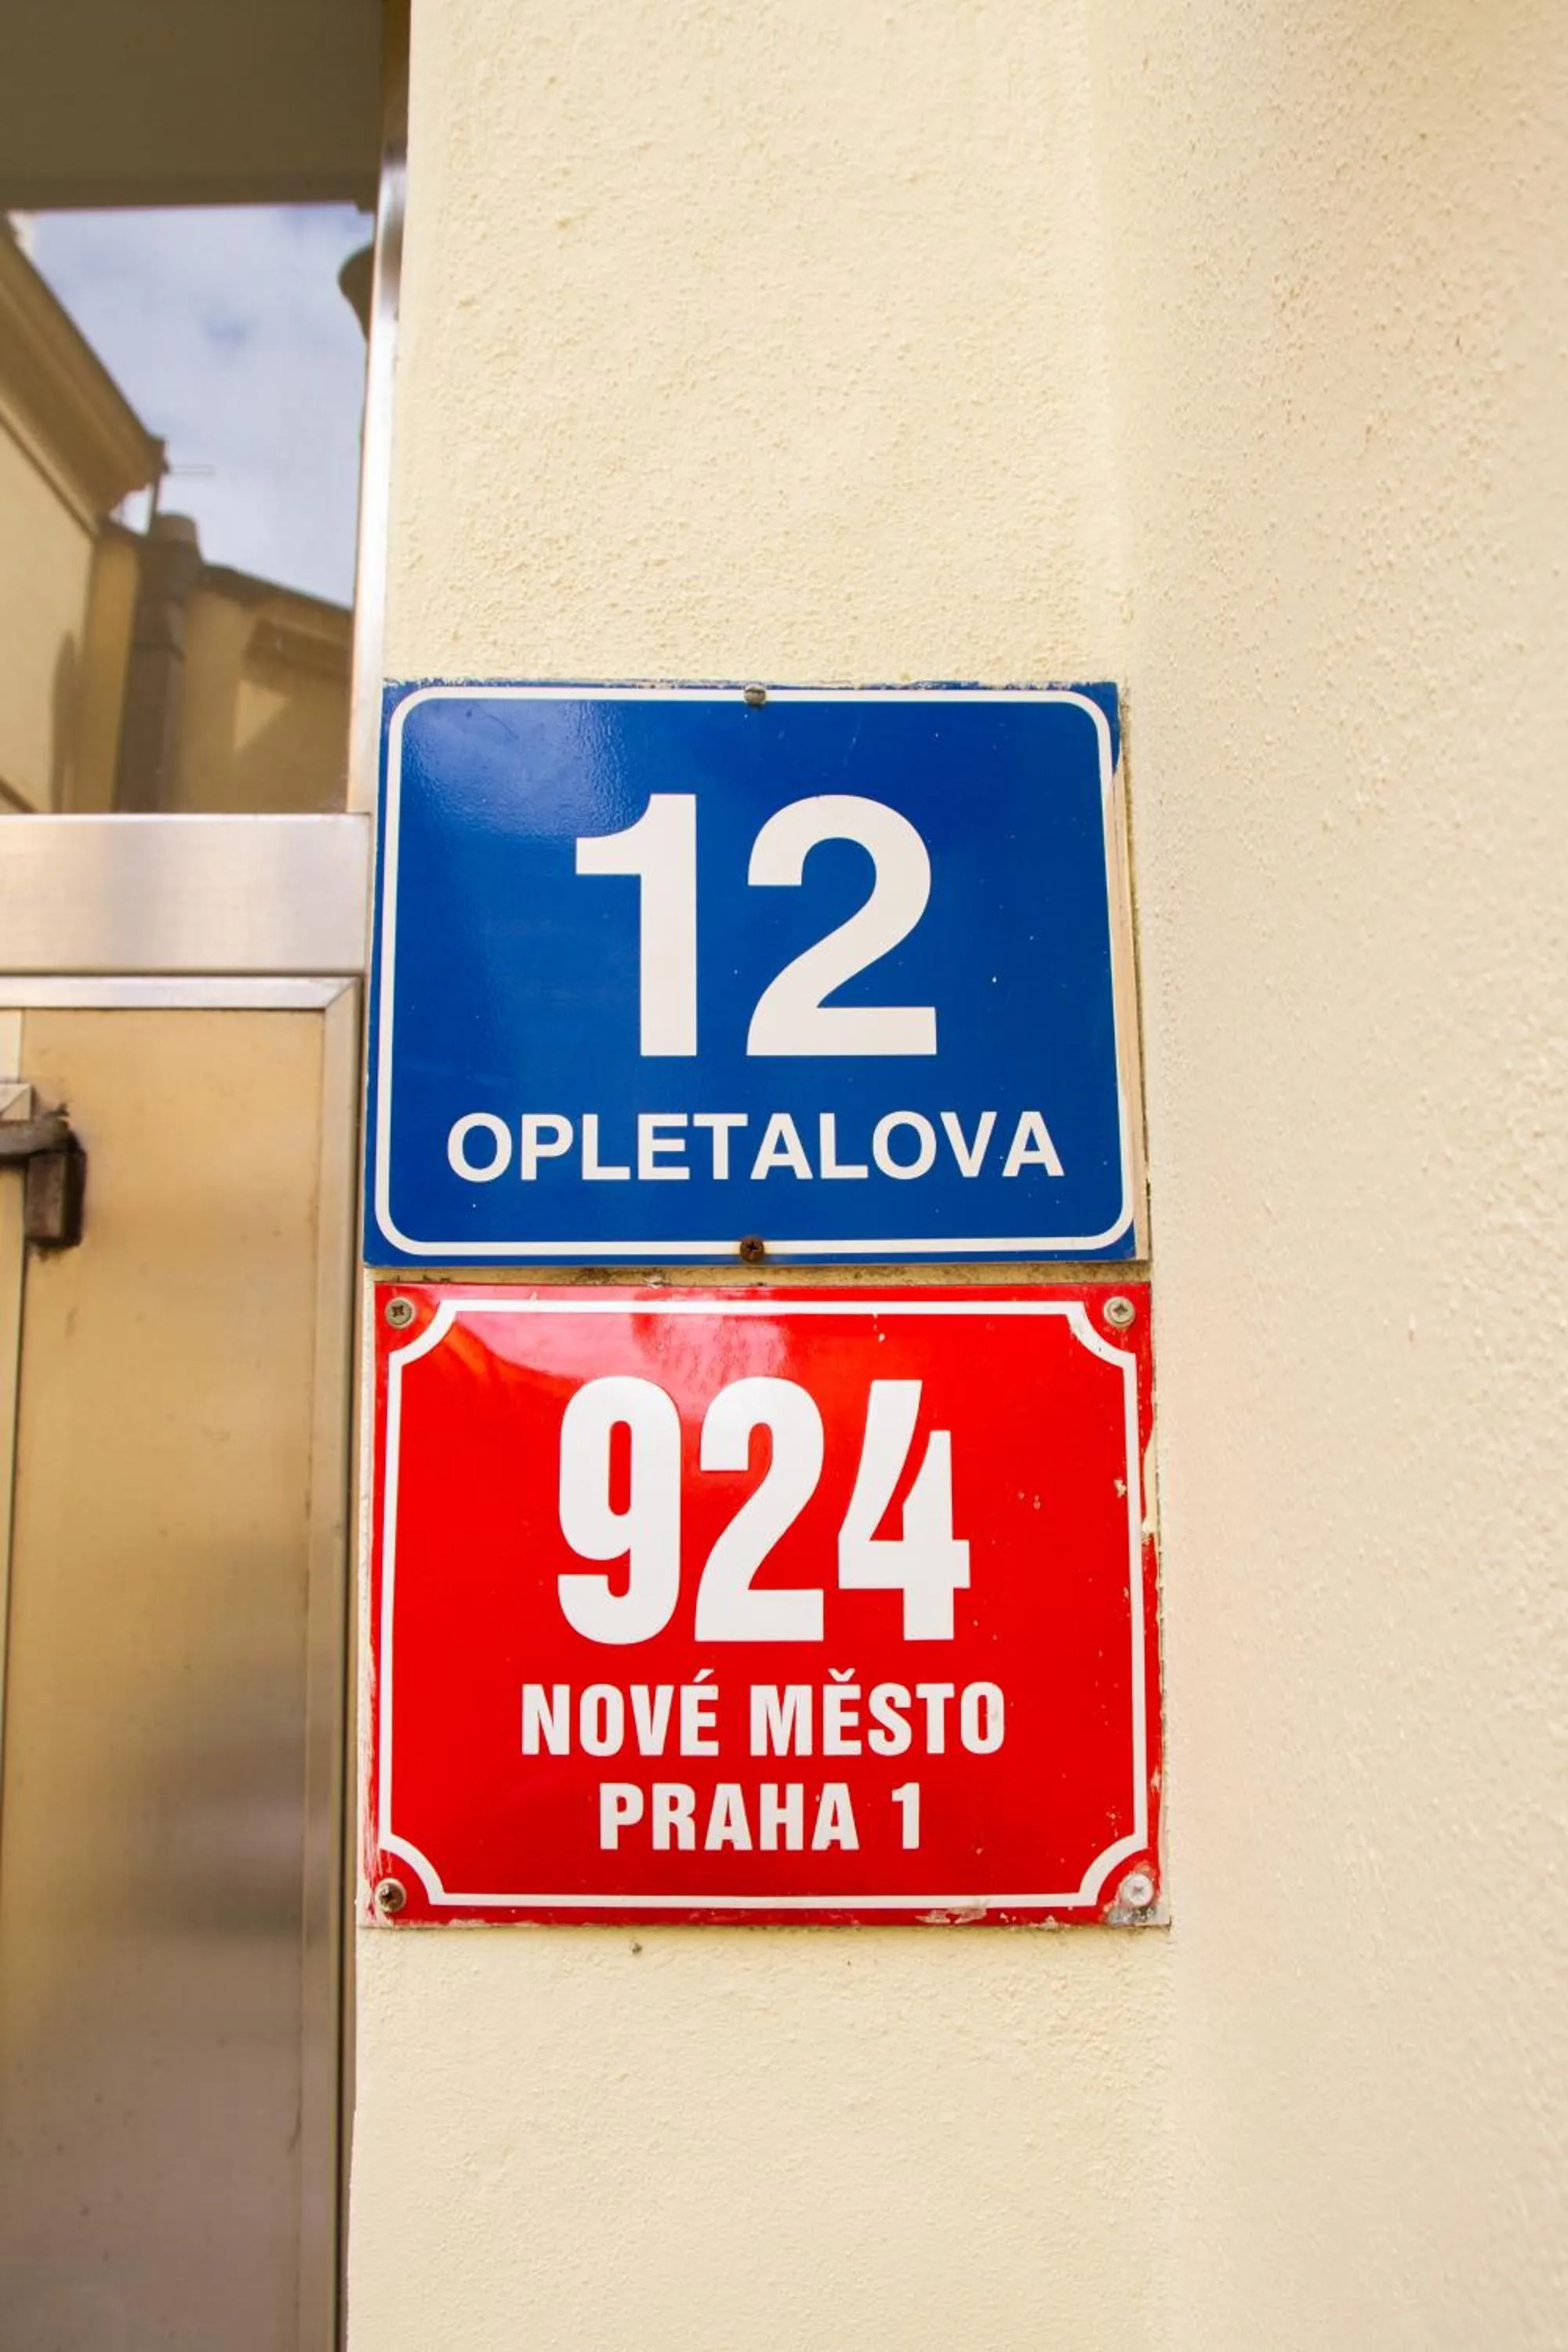 12
OPLETALOVA
924
NOVÉ MĚSTO
PRAHA 1